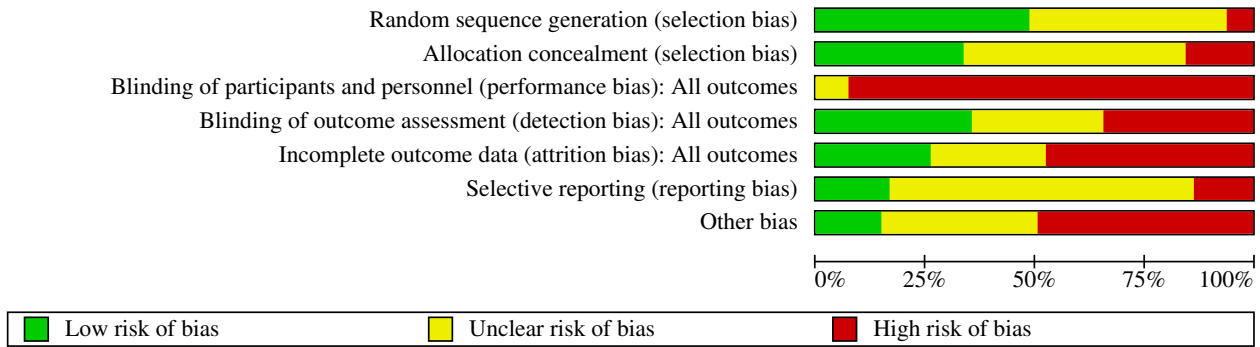 Random sequence generation (selection bias)
Allocation concealment (selection bias)
Blinding of participants and personnel (performance bias): All outcomes
Blinding of outcome assessment (detection bias): All outcomes
Incomplete outcome data (attrition bias): All outcomes
Selective reporting (reporting bias)
Other bias
0% 25% 50% 75% 100%
Low risk of bias Unclear risk of bias High risk of bias